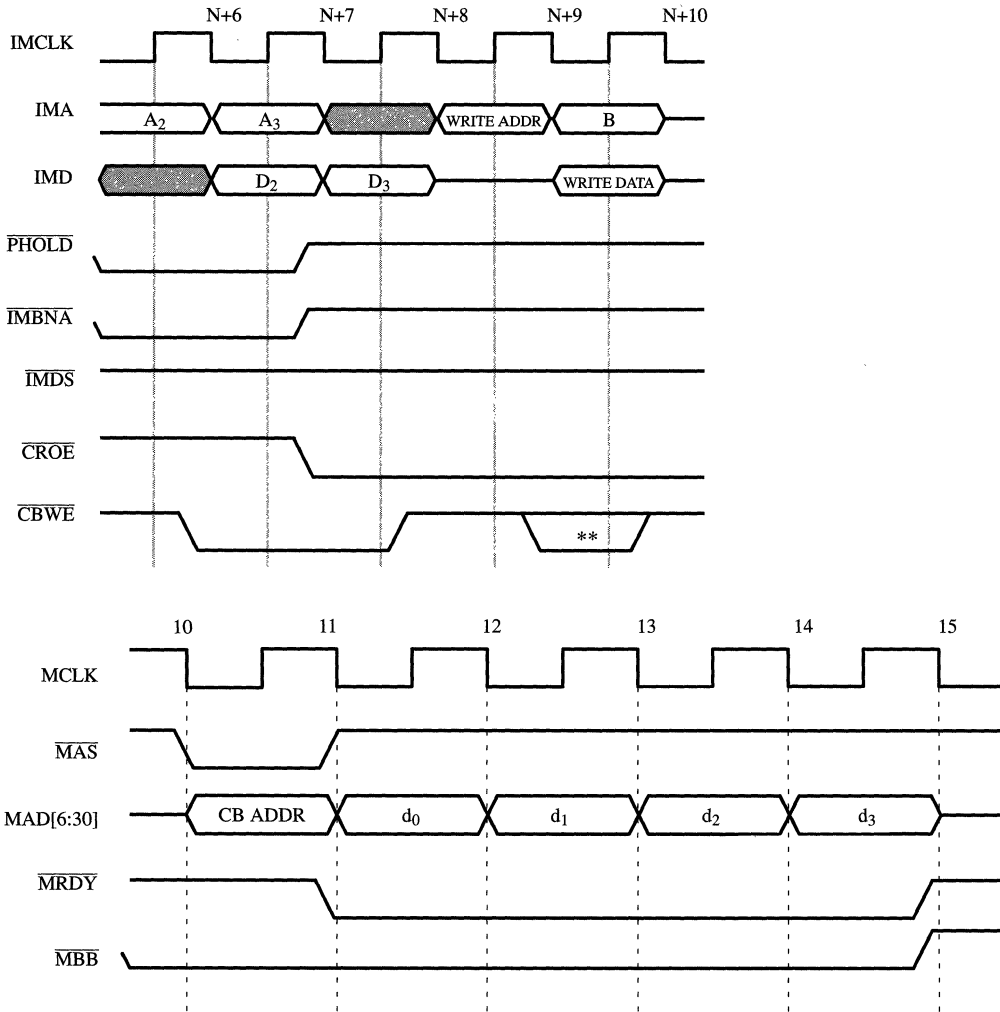 N+6 N+7 N+8 N+9 N+10
IMCLK
IMA A2 A3 WRITE ADDR B
IMD D2 D3 WRITE DATA
PHOLD
IMBNA
IMDS
CROE
CBWE **
10 11 12 13 14 15
MCLK
MAS
MAD[6:30] CB ADDR d0 d1 d2 d3
MRDY
MBB